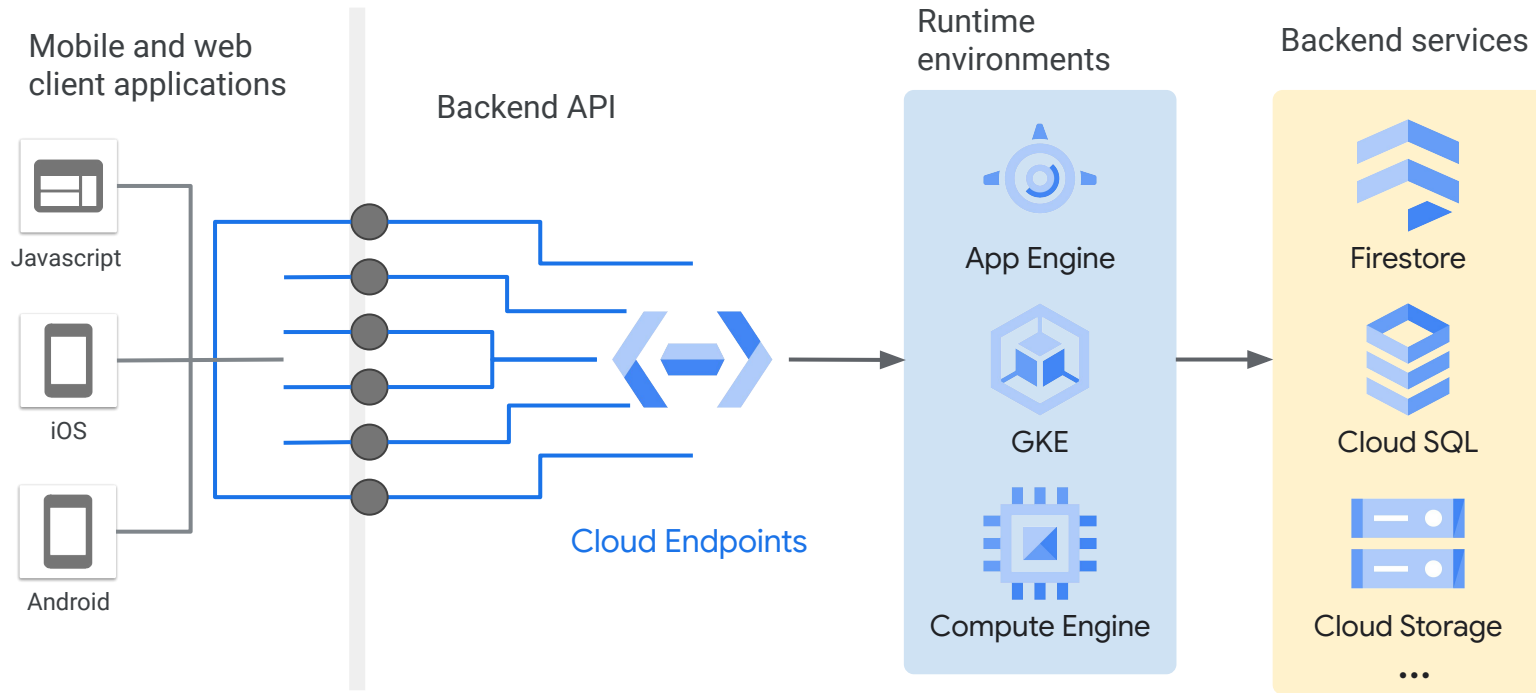 Mobile and web
client applications
Javascript
iOS
Android
Backend API
Cloud Endpoints
Runtime
environments
App Engine
GKE
Compute Engine
Backend services
Firestore
Cloud SQL
Cloud Storage
...